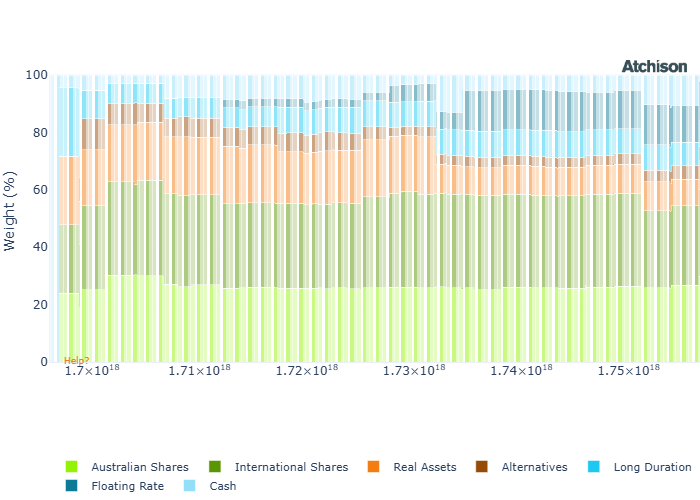 Atchison
100
80
60
40
20
0
Weight (%)
Help?
1.7×10¹⁸
1.71×10¹⁸
1.72×10¹⁸
1.73×10¹⁸
1.74×10¹⁸
1.75×10¹⁸
Australian Shares
International Shares
Real Assets
Alternatives
Long Duration
Floating Rate
Cash